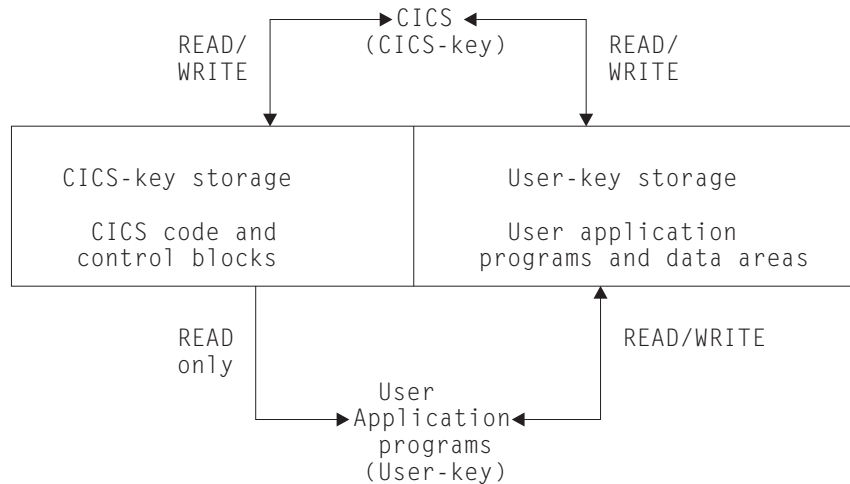 CICS
(CICS-key)
READ/
WRITE
READ/
WRITE
CICS-key storage
CICS code and
control blocks
User-key storage
User application
programs and data areas
READ
only
READ/WRITE
User
Application
programs
(User-key)